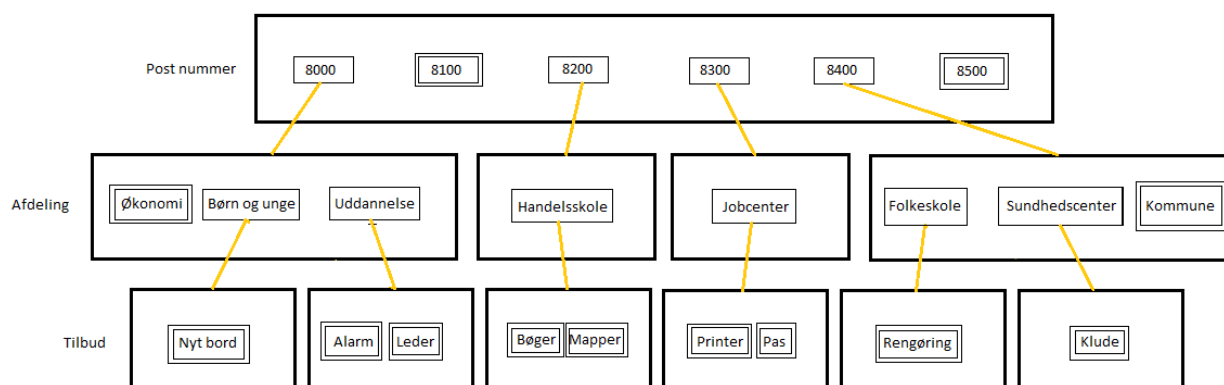 Post nummer 8000 8100 8200 8300 8400 8500
Afdeling Økonomi Børn og unge Uddannelse Handelsskole Jobcenter Folkeskole Sundhedscenter Kommune
Tilbud Nyt bord Alarm Leder Bøger Mapper Printer Pas Rengøring Klude